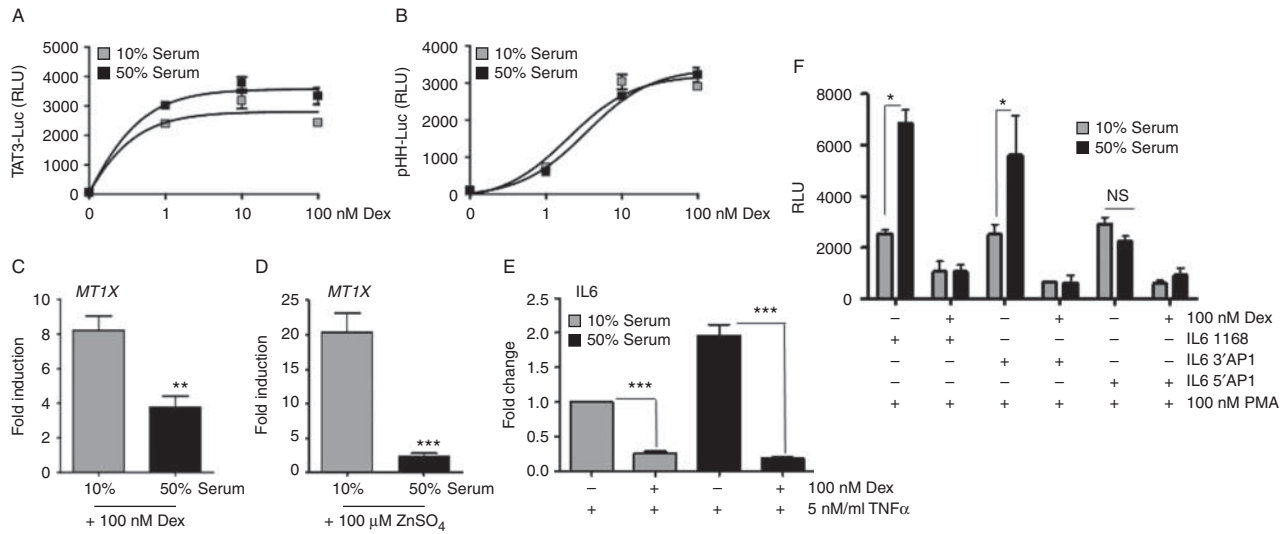 A
TAT3-Luc (RLU)
5000
4000
3000
2000
1000
0
10% Serum
50% Serum
0 1 10 100 nM Dex
B
pHH-Luc (RLU)
4000
3000
2000
1000
0
10% Serum
50% Serum
0 1 10 100 nM Dex
C
MT1X
Fold induction
10
8
6
4
2
0
**
10% 50% Serum
+ 100 nM Dex
D
MT1X
Fold induction
25
20
15
10
5
0
***
10% 50% Serum
+ 100 μM ZnSO4
E
IL6
10% Serum
50% Serum
Fold change
2.5
2.0
1.5
1.0
0.5
0.0
***
***
– + – + 100 nM Dex
+ + + + 5 nM/ml TNFα
F
RLU
8000
6000
4000
2000
0
10% Serum
50% Serum
*
*
NS
– + – + – + 100 nM Dex
+ + – – – – IL6 1168
– – + + – – IL6 3′AP1
– – – – + + IL6 5′AP1
+ + + + + + 100 nM PMA